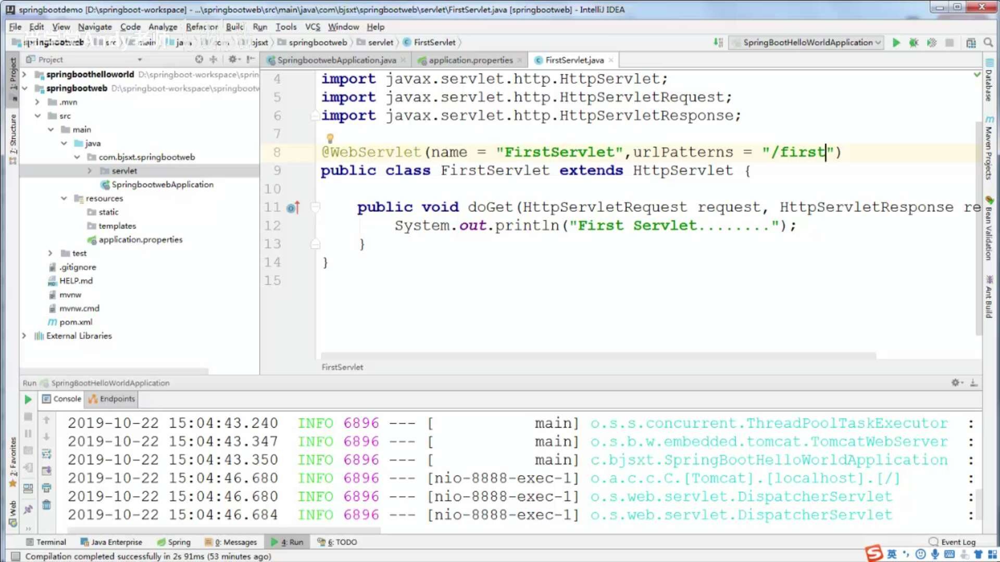 springbootdemo [D:\springboot-workspace] - ...\springbootweb\src\main\java\com\bjsxt\springbootweb\servlet\FirstServlet.java [springbootweb] - IntelliJ IDEA
File Edit View Navigate Code Analyze Refactor Build Run Tools VCS Window Help
springbootweb src main java com bjsxt springbootweb servlet FirstServlet
SpringBootHelloWorldApplication
Project
SpringbootwebApplication.java application.properties FirstServlet.java
1: Project
Z: Structure
springboothelloworld D:\springboot-workspace\sprin
springbootweb D:\springboot-workspace\springbootw
.mvn
src
main
java
com.bjsxt.springbootweb
servlet
SpringbootwebApplication
resources
static
templates
application.properties
test
.gitignore
HELP.md
mvnw
mvnw.cmd
pom.xml
External Libraries
4 import javax.servlet.http.HttpServlet;
5 import javax.servlet.http.HttpServletRequest;
6 import javax.servlet.http.HttpServletResponse;
7
8 @WebServlet(name = "FirstServlet",urlPatterns = "/first")
9 public class FirstServlet extends HttpServlet {
10
11 public void doGet(HttpServletRequest request, HttpServletResponse re
12 System.out.println("First Servlet........");
13 }
14 }
15
FirstServlet
Database
Maven Projects
Bean Validation
Ant Build
Run SpringBootHelloWorldApplication
Console Endpoints
2: Favorites
Web
2019-10-22 15:04:43.240 INFO 6896 --- [ main] o.s.s.concurrent.ThreadPoolTaskExecutor :
2019-10-22 15:04:43.347 INFO 6896 --- [ main] o.s.b.w.embedded.tomcat.TomcatWebServer :
2019-10-22 15:04:43.350 INFO 6896 --- [ main] c.bjsxt.SpringBootHelloWorldApplication :
2019-10-22 15:04:46.680 INFO 6896 --- [nio-8888-exec-1] o.a.c.c.C.[Tomcat].[localhost].[/] :
2019-10-22 15:04:46.680 INFO 6896 --- [nio-8888-exec-1] o.s.web.servlet.DispatcherServlet :
2019-10-22 15:04:46.684 INFO 6896 --- [nio-8888-exec-1] o.s.web.servlet.DispatcherServlet :
Terminal Java Enterprise Spring 0: Messages 4: Run 6: TODO Event Log
Compilation completed successfully in 2s 91ms (53 minutes ago)
英